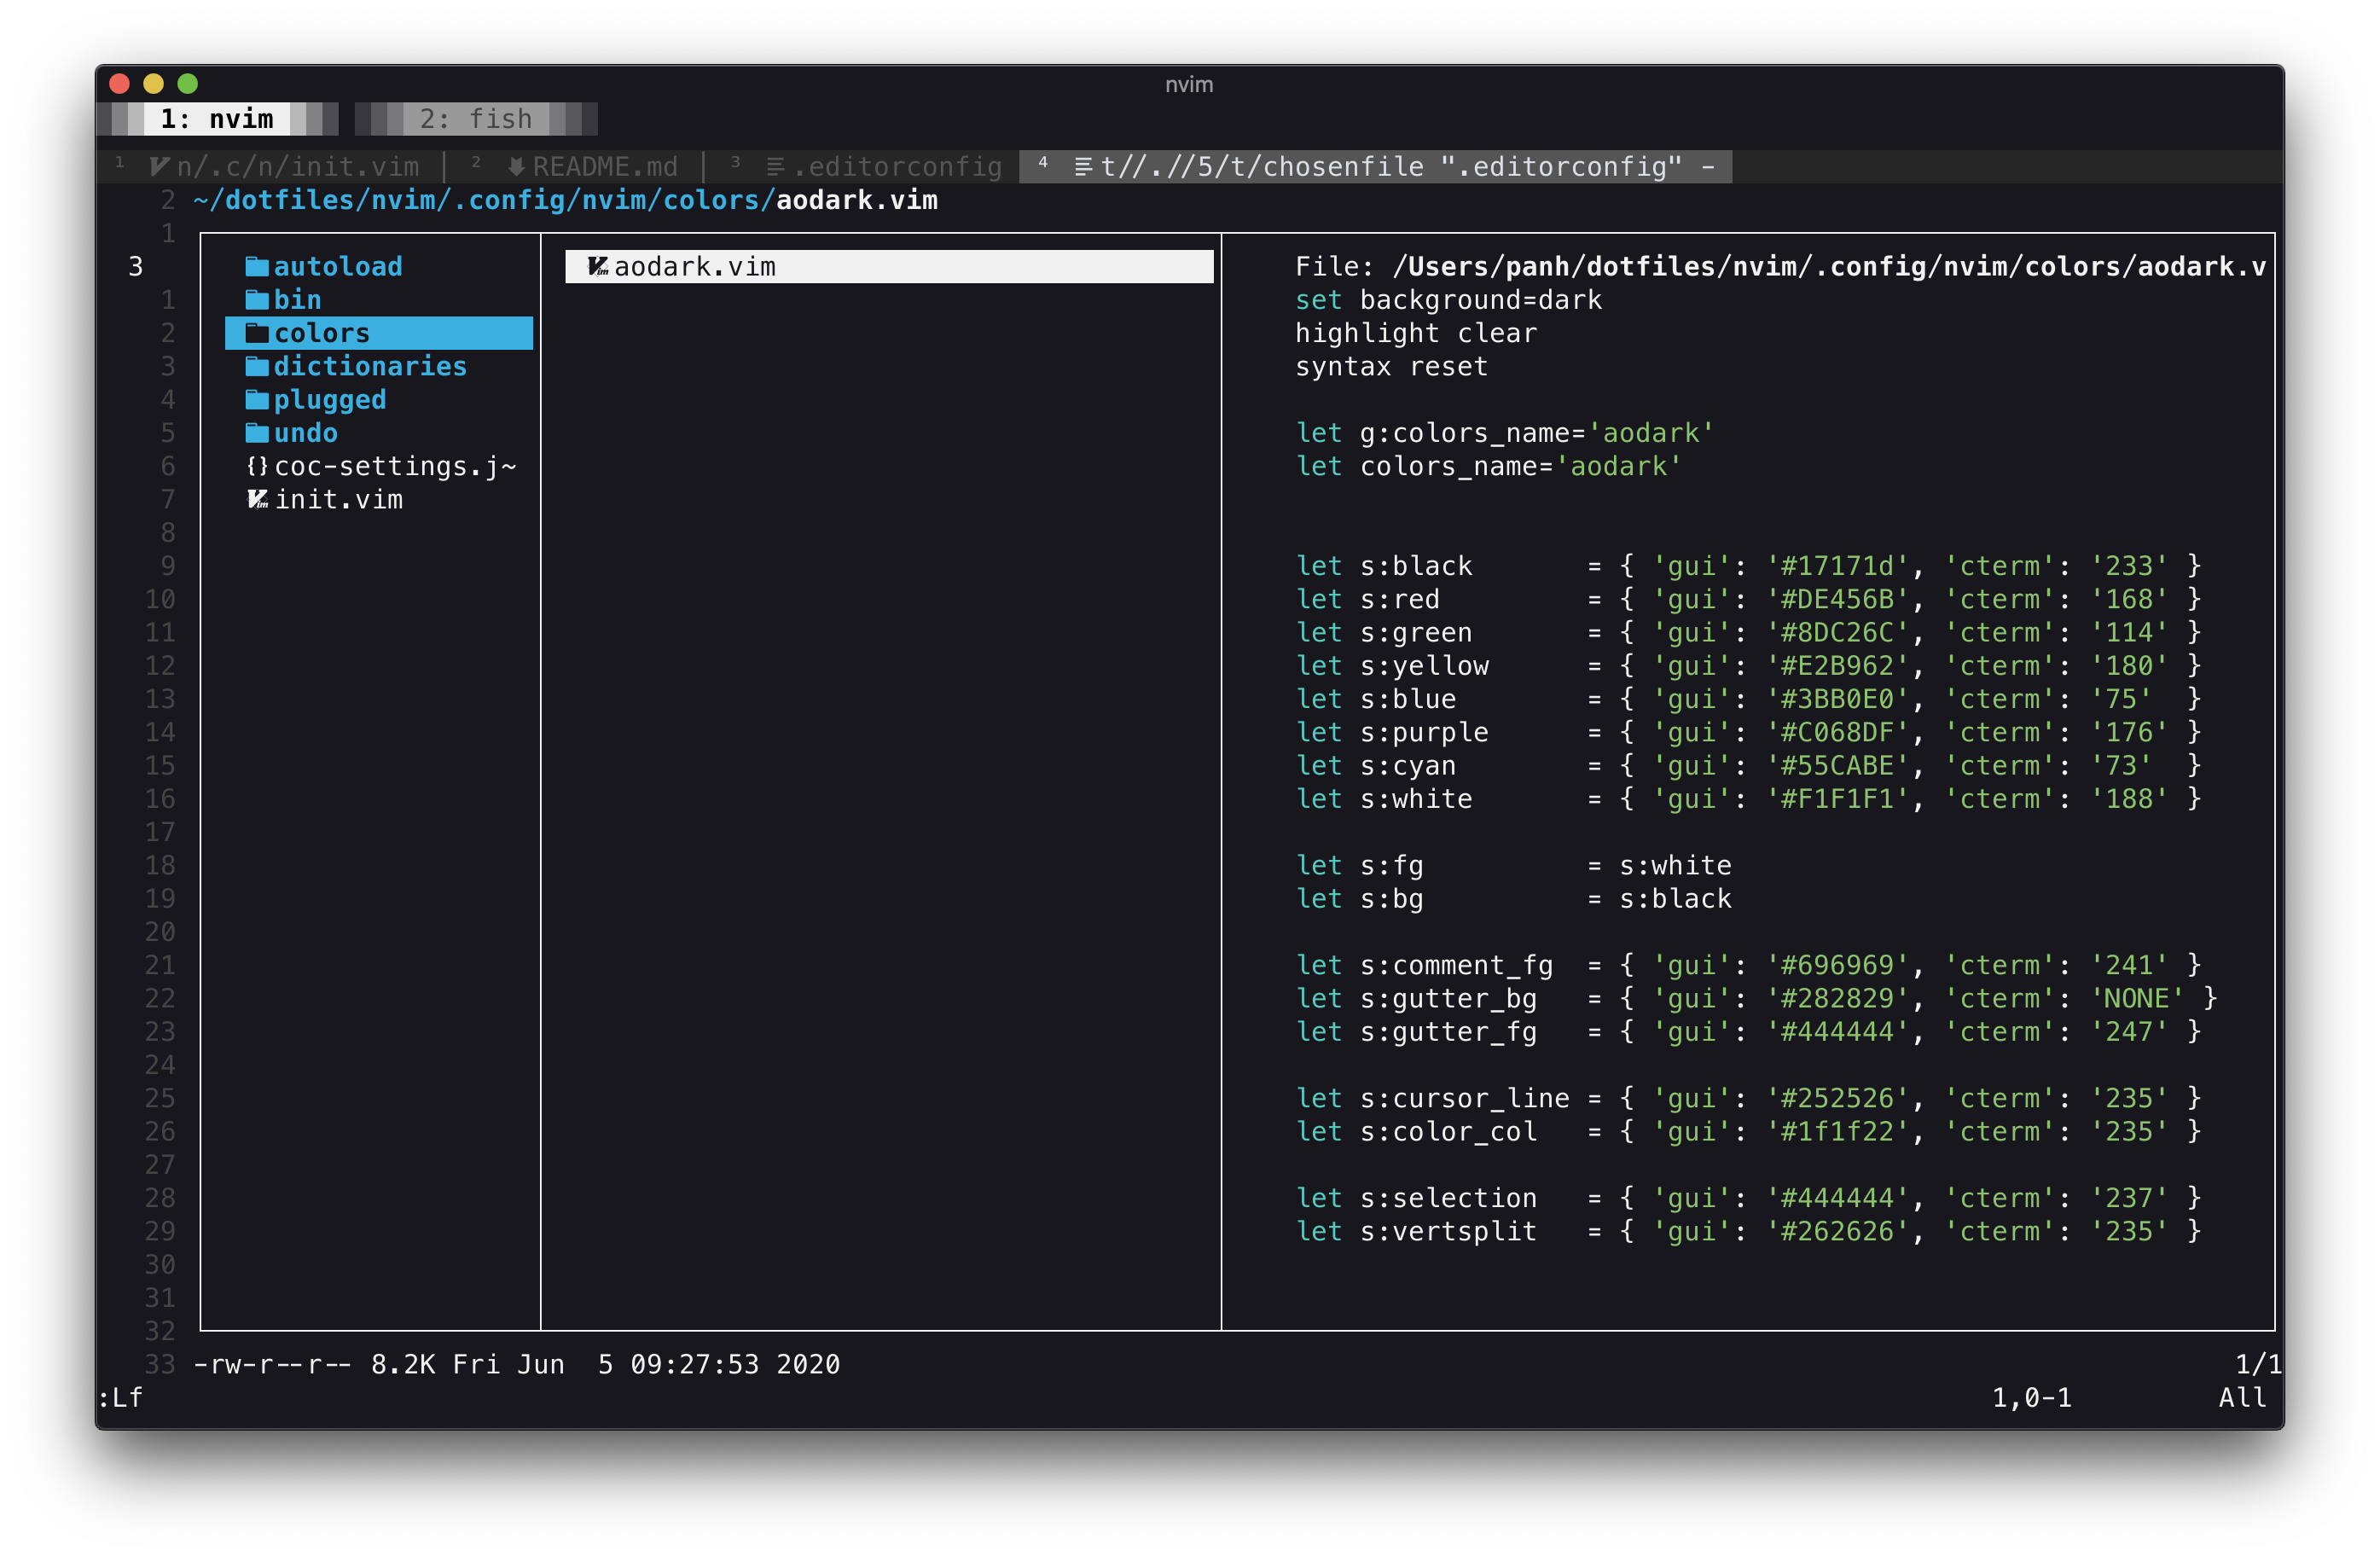 nvim
1: nvim 2: fish
1 n/.c/n/init.vim | 2 README.md | 3 .editorconfig 4 t//.//5/t/chosenfile ".editorconfig" -
2 ~/dotfiles/nvim/.config/nvim/colors/aodark.vim
1
3 autoload aodark.vim File: /Users/panh/dotfiles/nvim/.config/nvim/colors/aodark.v
1 bin set background=dark
2 colors highlight clear
3 dictionaries syntax reset
4 plugged
5 undo let g:colors_name='aodark'
6 {} coc-settings.j~ let colors_name='aodark'
7 init.vim
8
9 let s:black = { 'gui': '#17171d', 'cterm': '233' }
10 let s:red = { 'gui': '#DE456B', 'cterm': '168' }
11 let s:green = { 'gui': '#8DC26C', 'cterm': '114' }
12 let s:yellow = { 'gui': '#E2B962', 'cterm': '180' }
13 let s:blue = { 'gui': '#3BB0E0', 'cterm': '75' }
14 let s:purple = { 'gui': '#C068DF', 'cterm': '176' }
15 let s:cyan = { 'gui': '#55CABE', 'cterm': '73' }
16 let s:white = { 'gui': '#F1F1F1', 'cterm': '188' }
17
18 let s:fg = s:white
19 let s:bg = s:black
20
21 let s:comment_fg = { 'gui': '#696969', 'cterm': '241' }
22 let s:gutter_bg = { 'gui': '#282829', 'cterm': 'NONE' }
23 let s:gutter_fg = { 'gui': '#444444', 'cterm': '247' }
24
25 let s:cursor_line = { 'gui': '#252526', 'cterm': '235' }
26 let s:color_col = { 'gui': '#1f1f22', 'cterm': '235' }
27
28 let s:selection = { 'gui': '#444444', 'cterm': '237' }
29 let s:vertsplit = { 'gui': '#262626', 'cterm': '235' }
30
31
32
33 -rw-r--r-- 8.2K Fri Jun  5 09:27:53 2020 1/1
:Lf 1,0-1 All